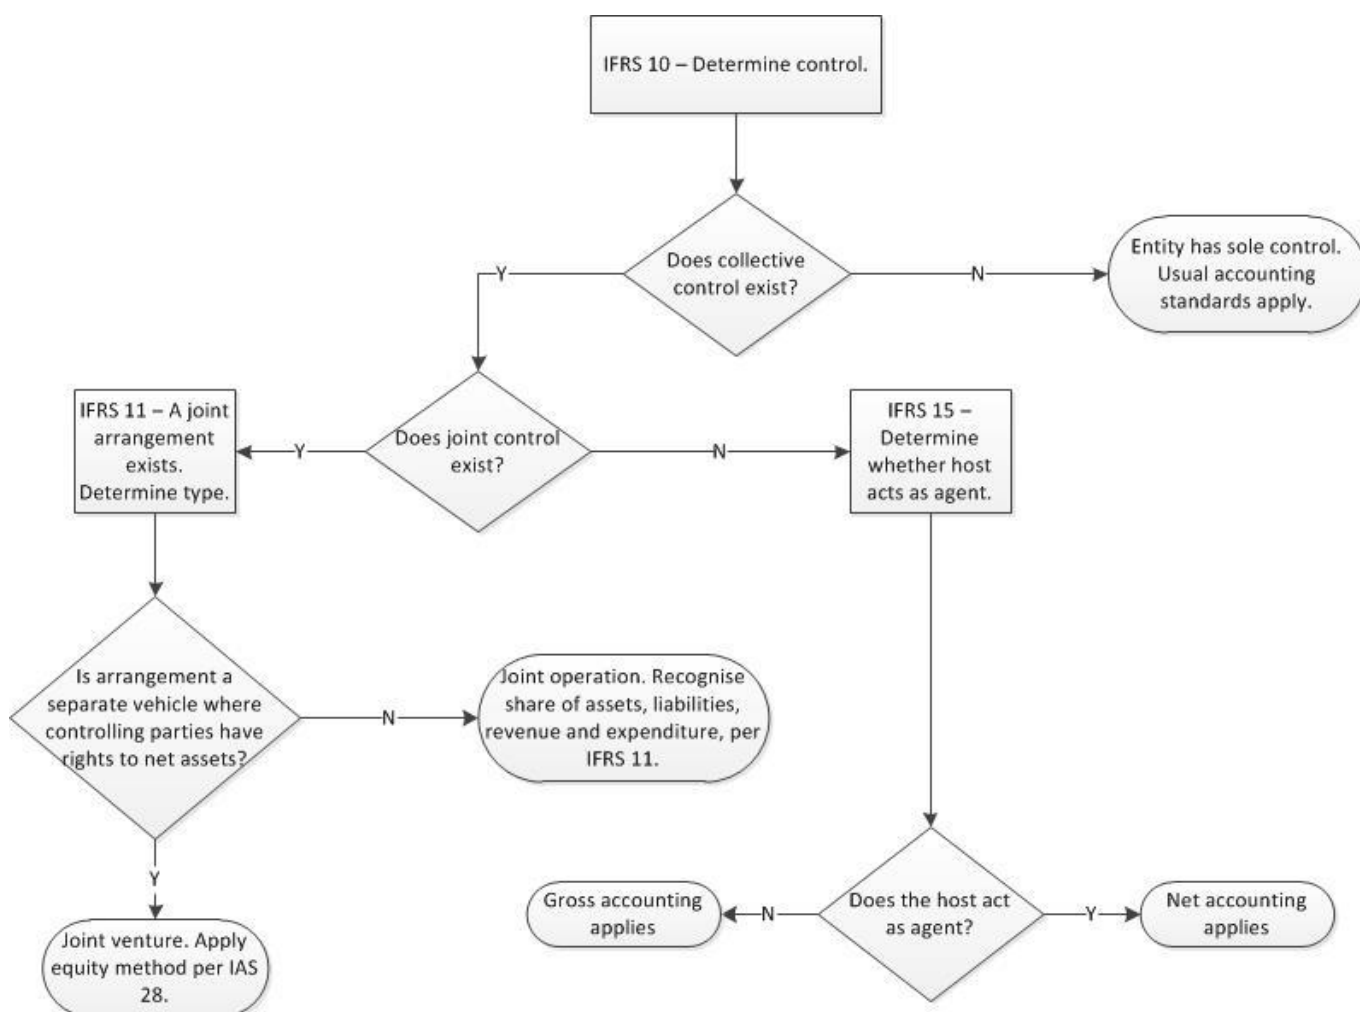 IFRS 10 – Determine control.
Does collective
control exist?
Y
N
Entity has sole control.
Usual accounting
standards apply.
IFRS 11 – A joint
arrangement
exists.
Determine type.
Y
Does joint control
exist?
N
IFRS 15 –
Determine
whether host
acts as agent.
Is arrangement a
separate vehicle where
controlling parties have
rights to net assets?
N
Joint operation. Recognise
share of assets, liabilities,
revenue and expenditure, per
IFRS 11.
Y
Joint venture. Apply
equity method per IAS
28.
Gross accounting
applies
N
Does the host act
as agent?
Y
Net accounting
applies